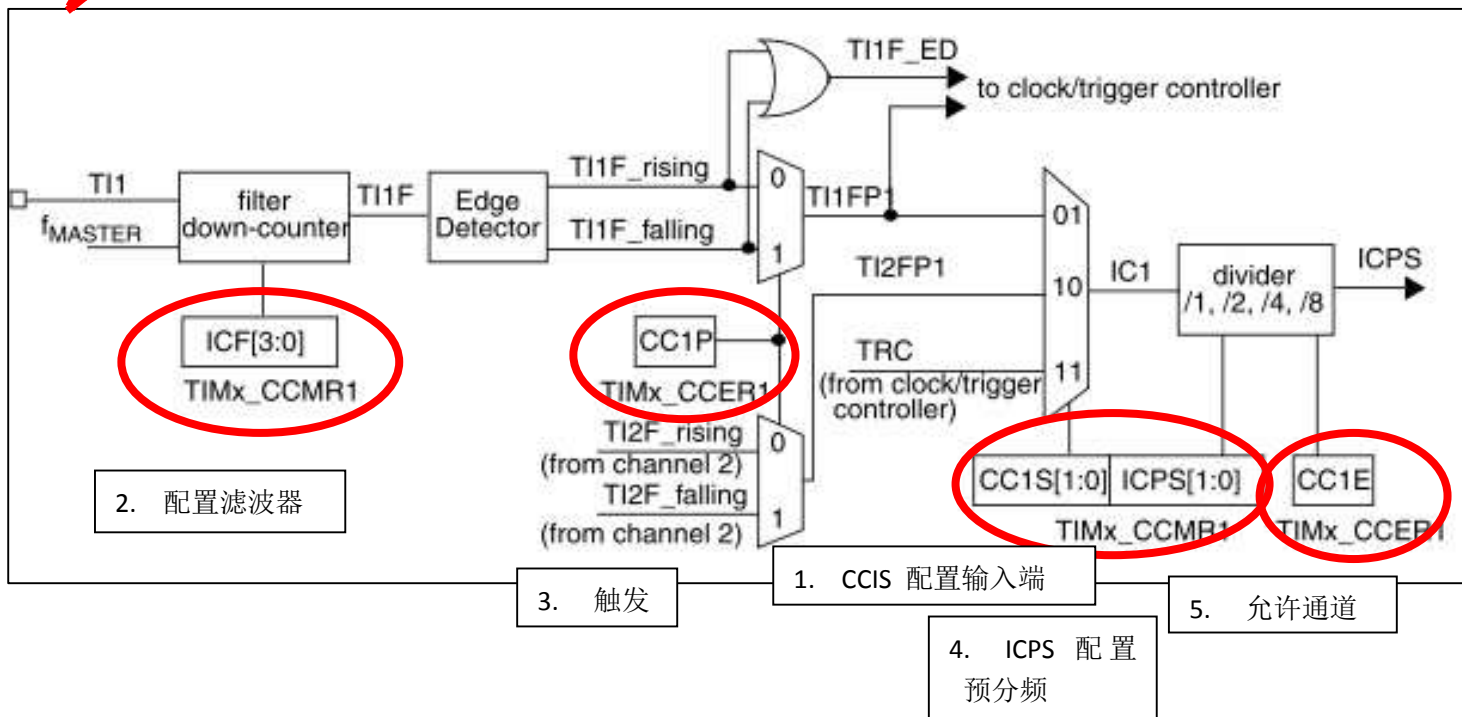 TI1F_ED
to clock/trigger controller
TI1
fMASTER
filter
down-counter
TI1F
Edge
Detector
TI1F_rising
TI1F_falling
0
1
TI1FP1
TI2FP1
TRC
(from clock/trigger
controller)
01
10
11
IC1
divider
/1, /2, /4, /8
ICPS
ICF[3:0]
TIMx_CCMR1
CC1P
TIMx_CCER1
TI2F_rising
(from channel 2)
TI2F_falling
(from channel 2)
0
1
CC1S[1:0]
ICPS[1:0]
TIMx_CCMR1
CC1E
TIMx_CCER1
2. 配置滤波器
3. 触发
1. CCIS 配置输入端
5. 允许通道
4. ICPS 配 置
预分频